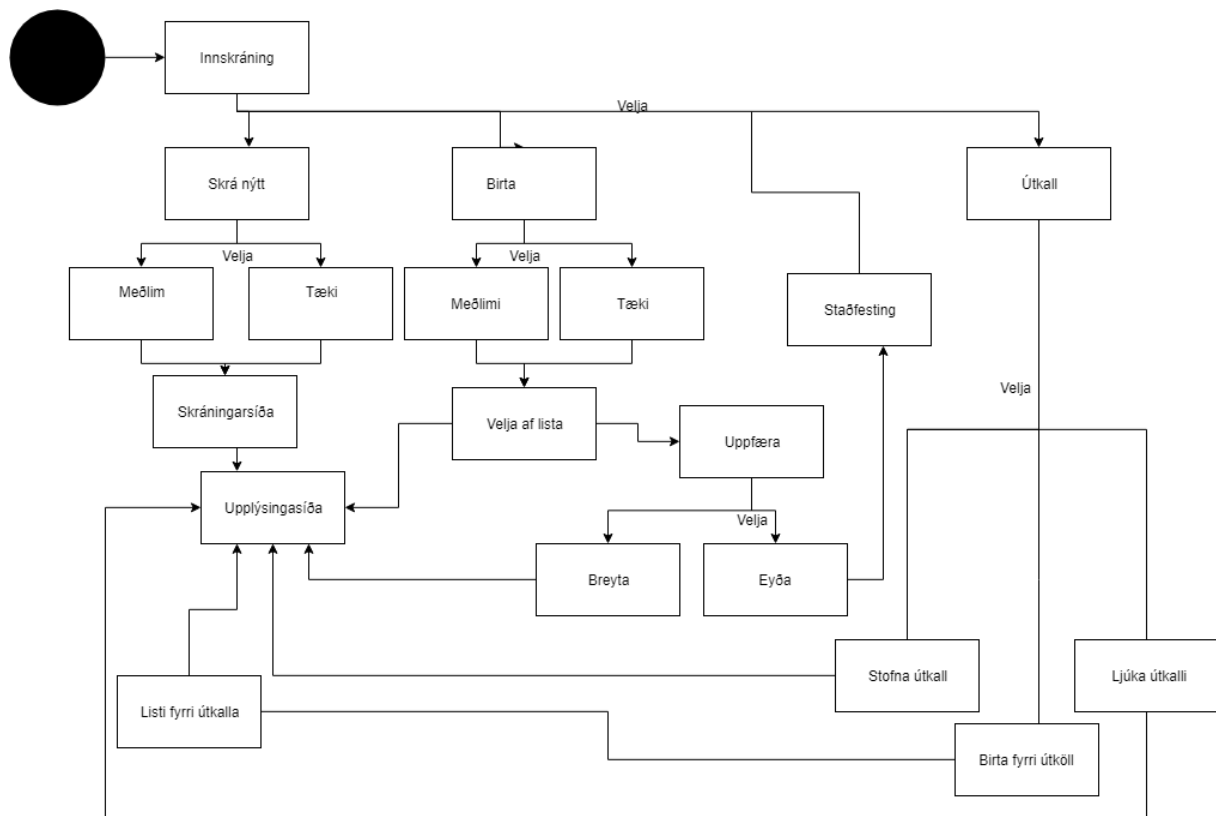 Innskráning
Velja
Skrá nýtt
Birta
Útkall
Velja
Velja
Meðlim
Tæki
Meðlimi
Tæki
Staðfesting
Velja
Skráningarsíða
Velja af lista
Uppfæra
Upplýsingasíða
Velja
Breyta
Eyða
Stofna útkall
Ljúka útkalli
Listi fyrri útkalla
Birta fyrri útköll